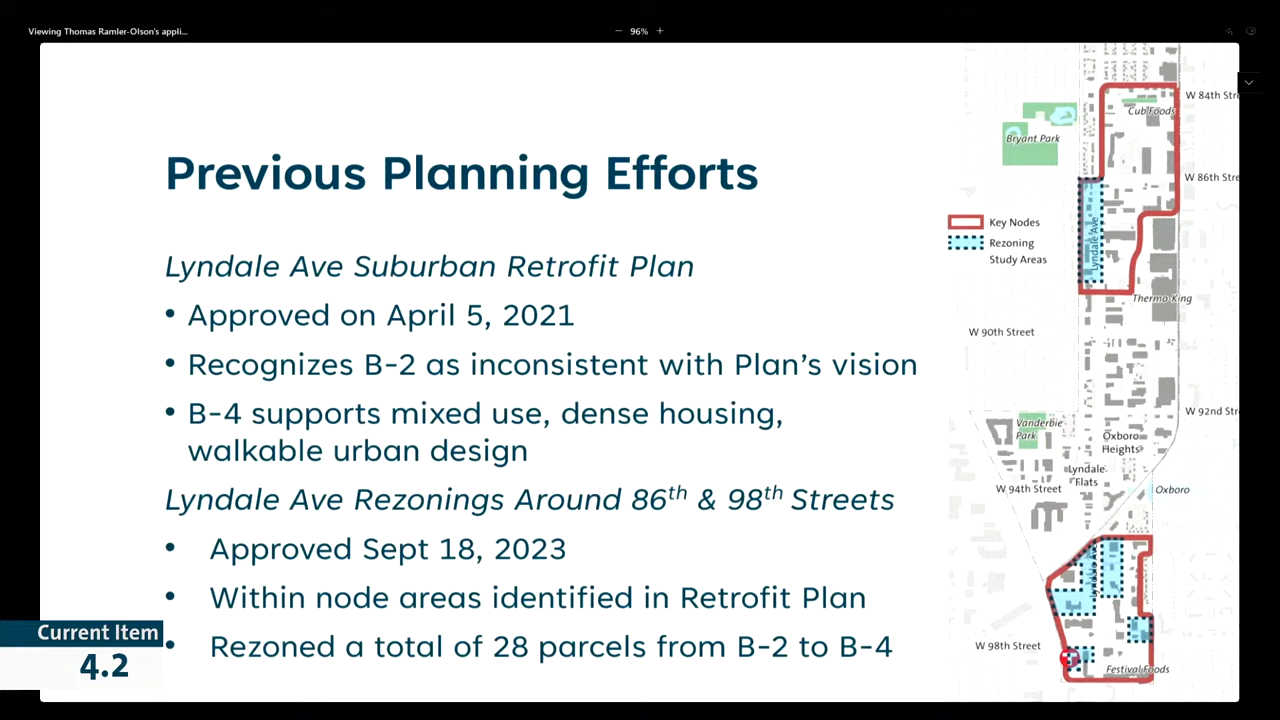 Viewing Thomas Ramler-Olson's appli...
96%
Previous Planning Efforts
Lyndale Ave Suburban Retrofit Plan
• Approved on April 5, 2021
• Recognizes B-2 as inconsistent with Plan's vision
• B-4 supports mixed use, dense housing,
walkable urban design
Lyndale Ave Rezonings Around 86th & 98th Streets
• Approved Sept 18, 2023
• Within node areas identified in Retrofit Plan
• Rezoned a total of 28 parcels from B-2 to B-4
Current Item
4.2
W 84th Stre
Cub Foods
Bryant Park
W 86th Stre
Key Nodes
Rezoning
Study Areas
Lyndale Ave
Thermo King
W 90th Street
W 92nd Str
Vanderbie
Park
Oxboro
Heights
Lyndale
Flats
W 94th Street
Oxboro
Lyndale Ave
W 98th Street
Festival Foods